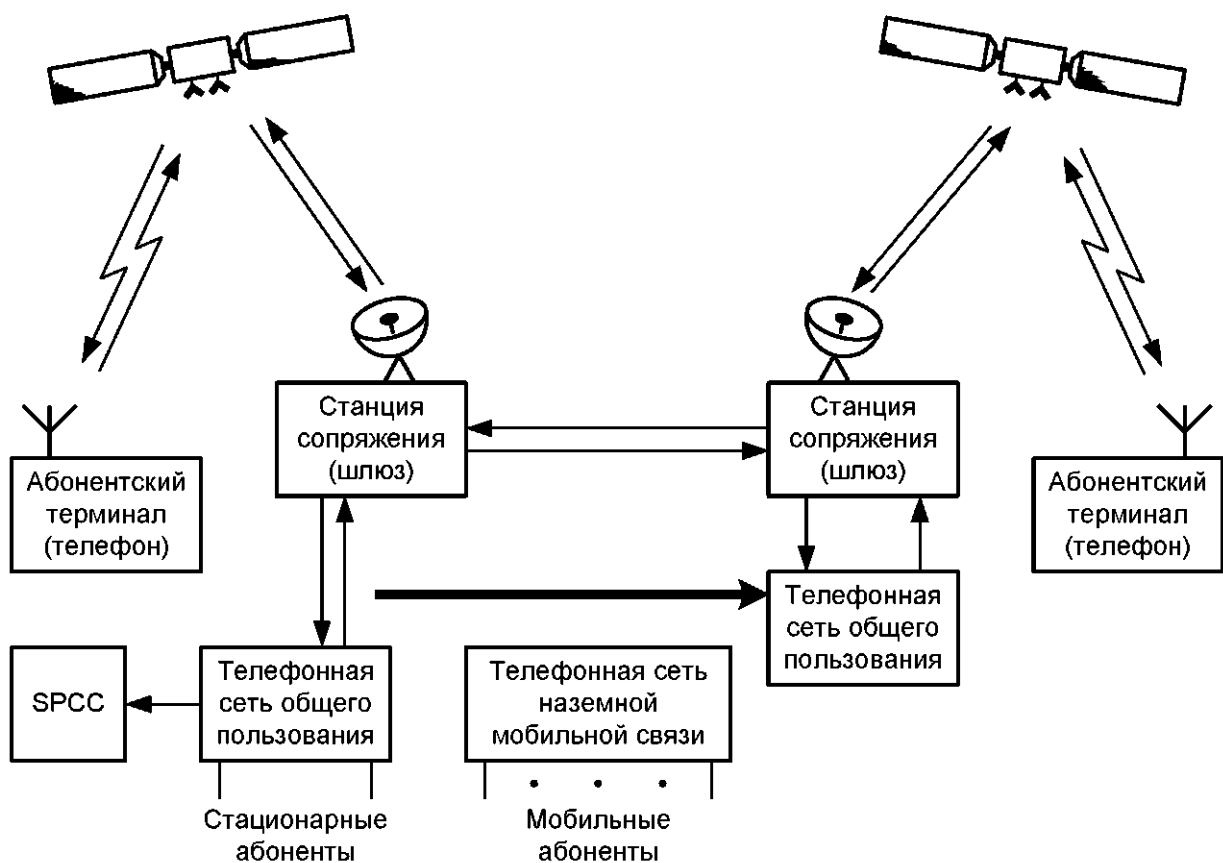 Станция
сопряжения
(шлюз)
Станция
сопряжения
(шлюз)
Абонентский
терминал
(телефон)
Абонентский
терминал
(телефон)
Телефонная
сеть общего
пользования
SPCC
Телефонная
сеть общего
пользования
Телефонная сеть
наземной
мобильной связи
Стационарные
абоненты
Мобильные
абоненты